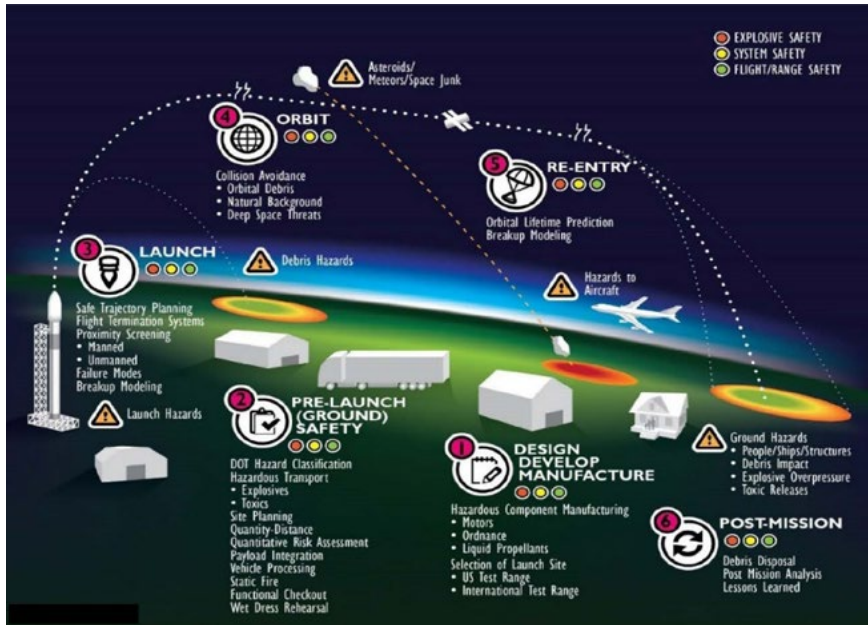 EXPLOSIVE SAFETY
SYSTEM SAFETY
FLIGHT/RANGE SAFETY
Asteroids/
Meteors/Space Junk
4
ORBIT
Collision Avoidance
• Orbital Debris
• Natural Background
• Deep Space Threats
5
RE-ENTRY
Orbital Lifetime Prediction
Breakup Modeling
3
LAUNCH
Safe Trajectory Planning
Flight Termination Systems
Proximity Screening
• Manned
• Unmanned
Failure Modes
Breakup Modeling
Debris Hazards
Hazards to
Aircraft
Launch Hazards
2
PRE-LAUNCH
(GROUND)
SAFETY
DOT Hazard Classification
Hazardous Transport
• Explosives
• Toxics
Site Planning
Quantity-Distance
Quantitative Risk Assessment
Payload Integration
Vehicle Processing
Static Fire
Functional Checkout
Wet Dress Rehearsal
1
DESIGN
DEVELOP
MANUFACTURE
Hazardous Component Manufacturing
• Motors
• Ordnance
• Liquid Propellants
Selection of Launch Site
• US Test Range
• International Test Range
Ground Hazards
• People/Ships/Structures
• Debris Impact
• Explosive Overpressure
• Toxic Releases
6
POST-MISSION
Debris Disposal
Post Mission Analysis
Lessons Learned